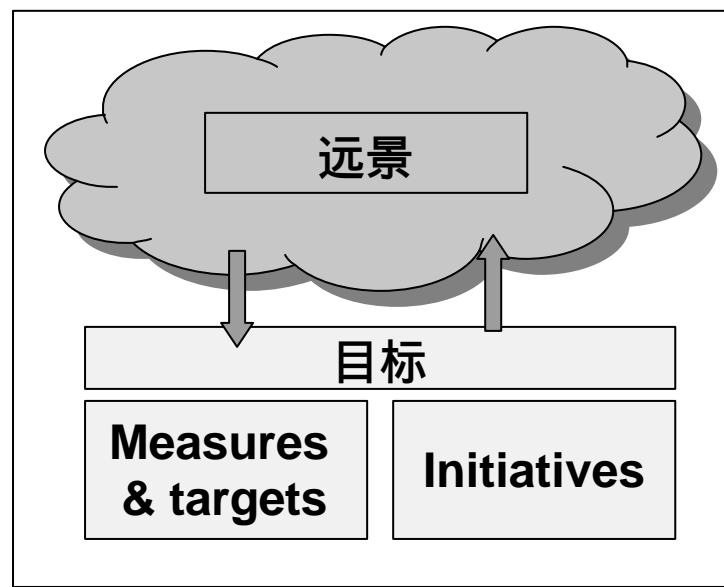 远景
目标
Measures
& targets
Initiatives